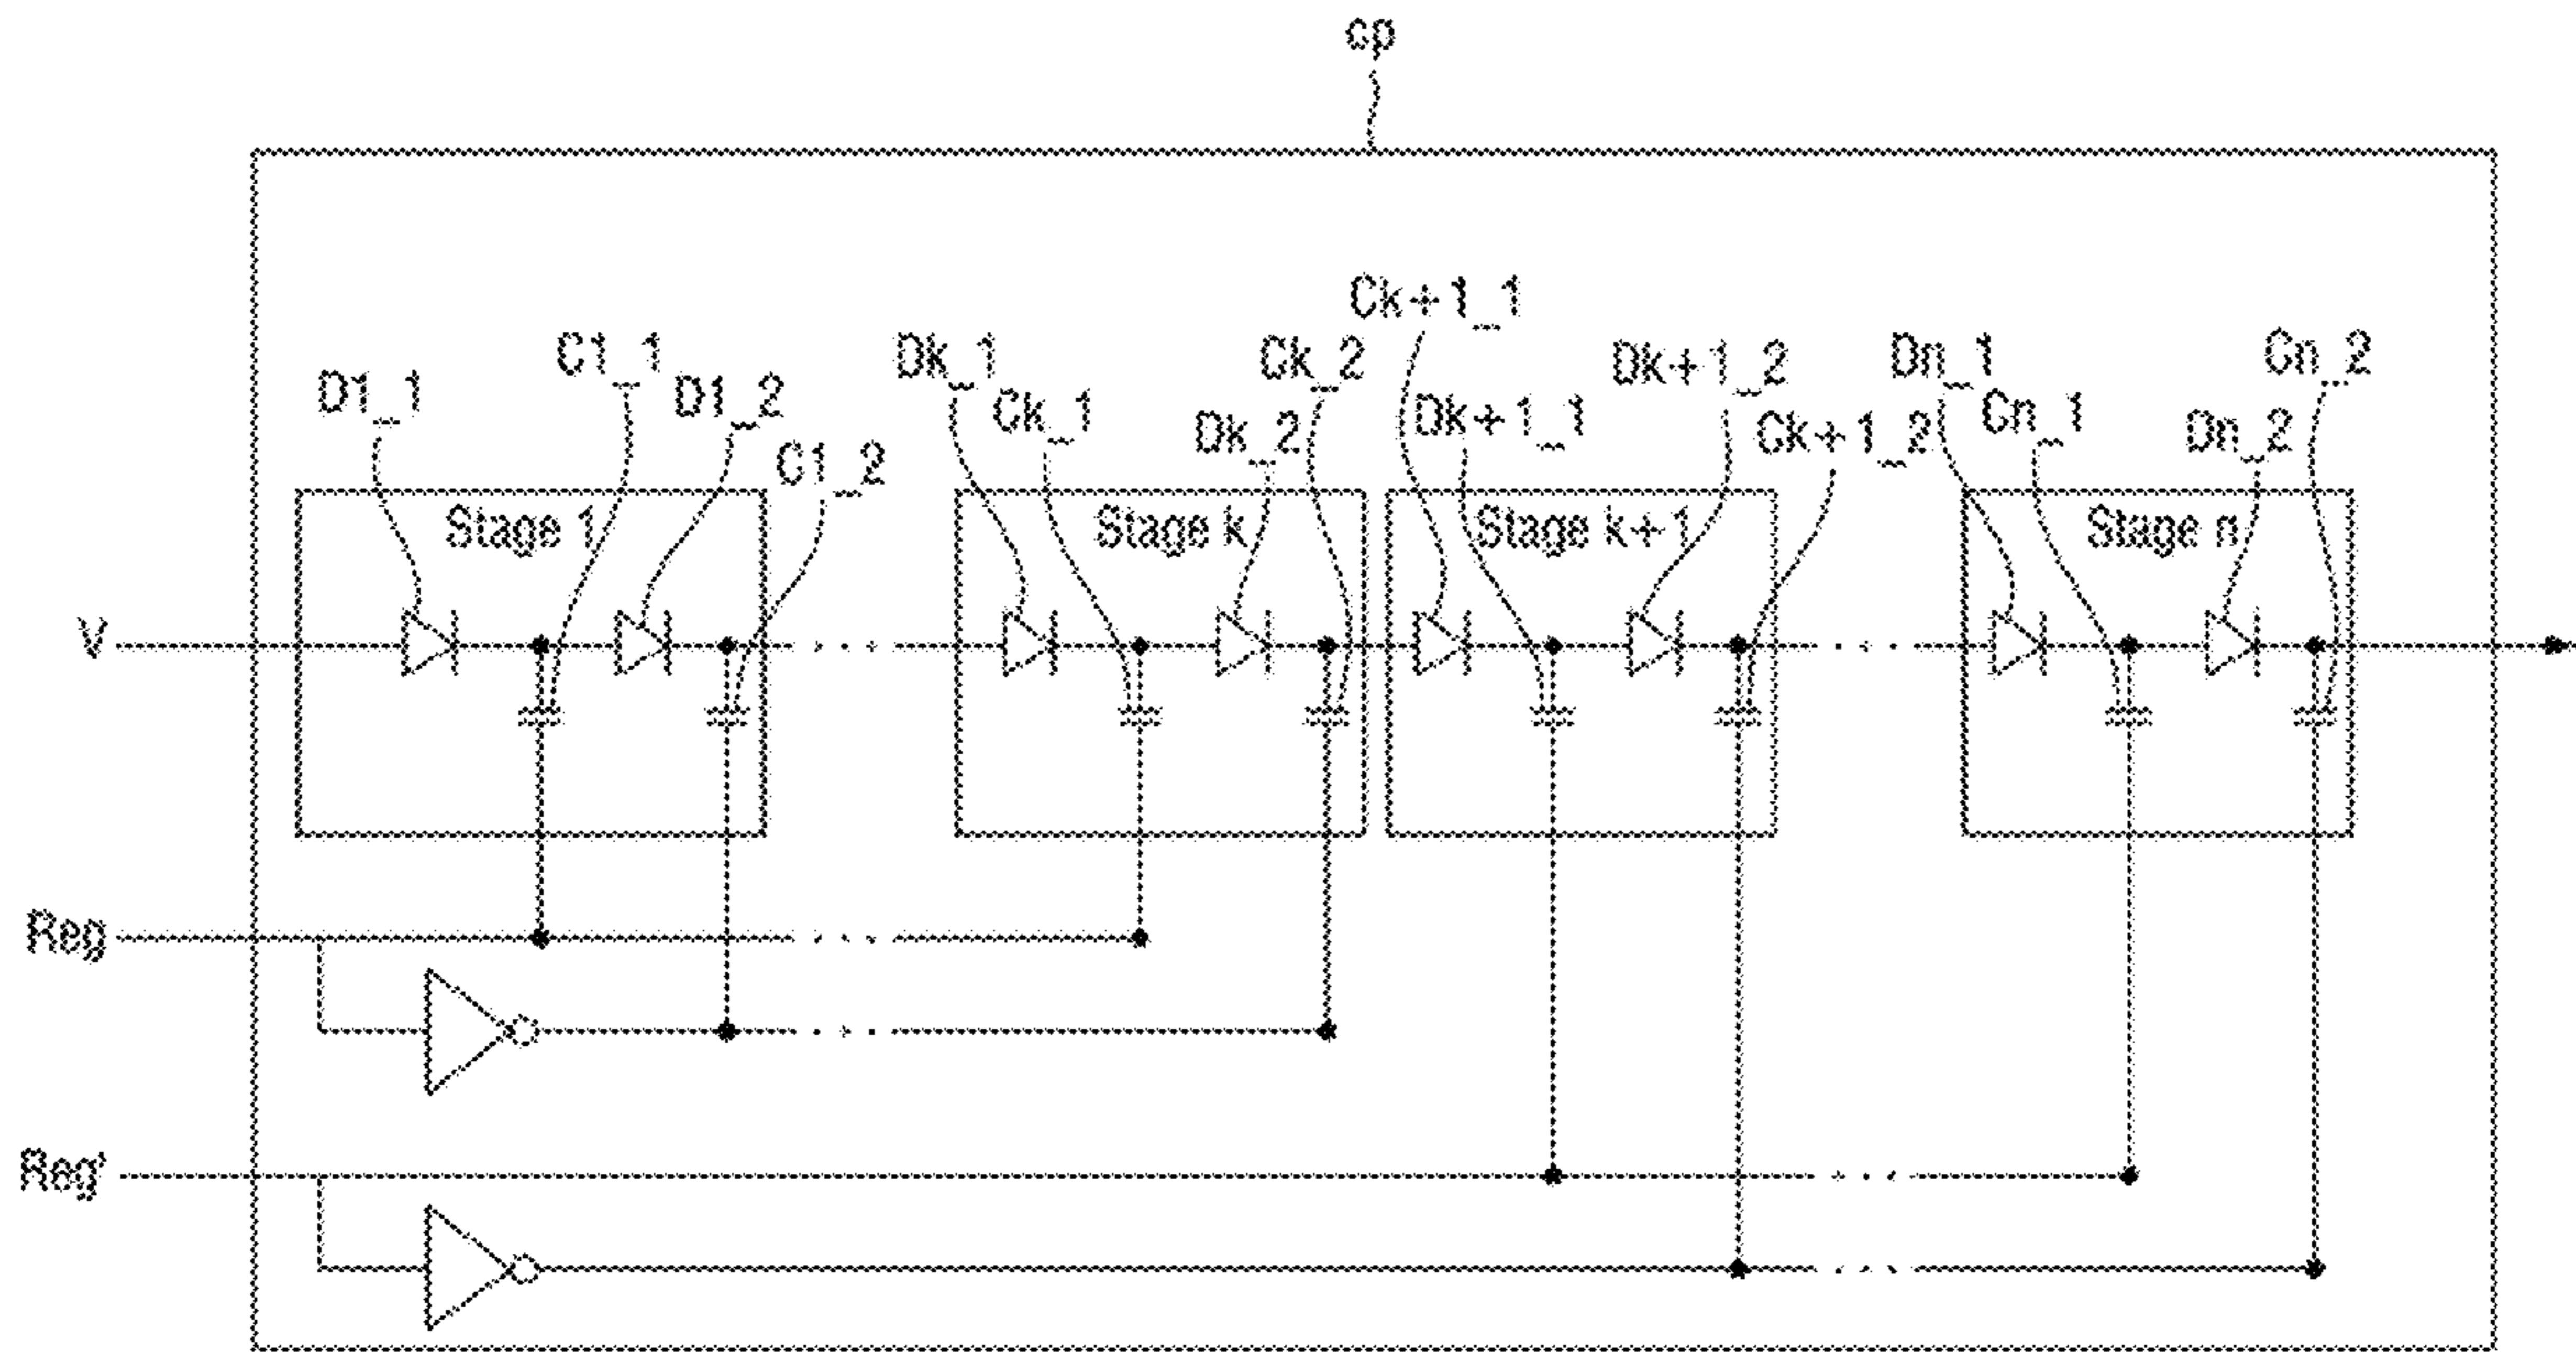 cp
Ck+1_1
C1_1
Dk_1
Ck_2
Dk+1_2
Dn_1
Cn_2
D1_1
D1_2
Ck_1
Dk+1_1
Cn_1
Dk_2
Ck+1_2
Dn_2
C1_2
Stage 1
Stage k
Stage k+1
Stage n
V
Reg
Reg'